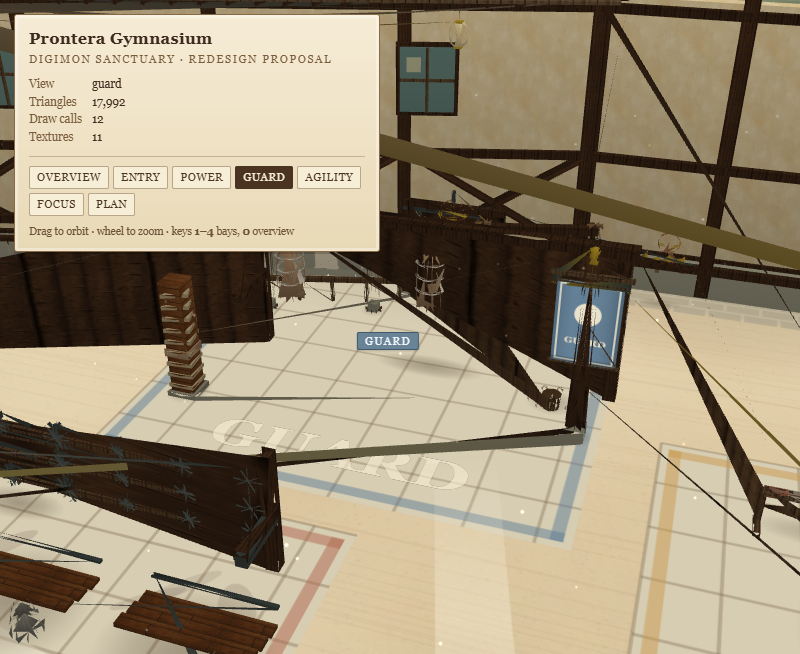 Prontera Gymnasium
DIGIMON SANCTUARY · REDESIGN PROPOSAL
View guard
Triangles 17,992
Draw calls 12
Textures 11
OVERVIEW ENTRY POWER GUARD AGILITY
FOCUS PLAN
Drag to orbit · wheel to zoom · keys 1–4 bays, 0 overview
GUARD
GUARD
GUARD